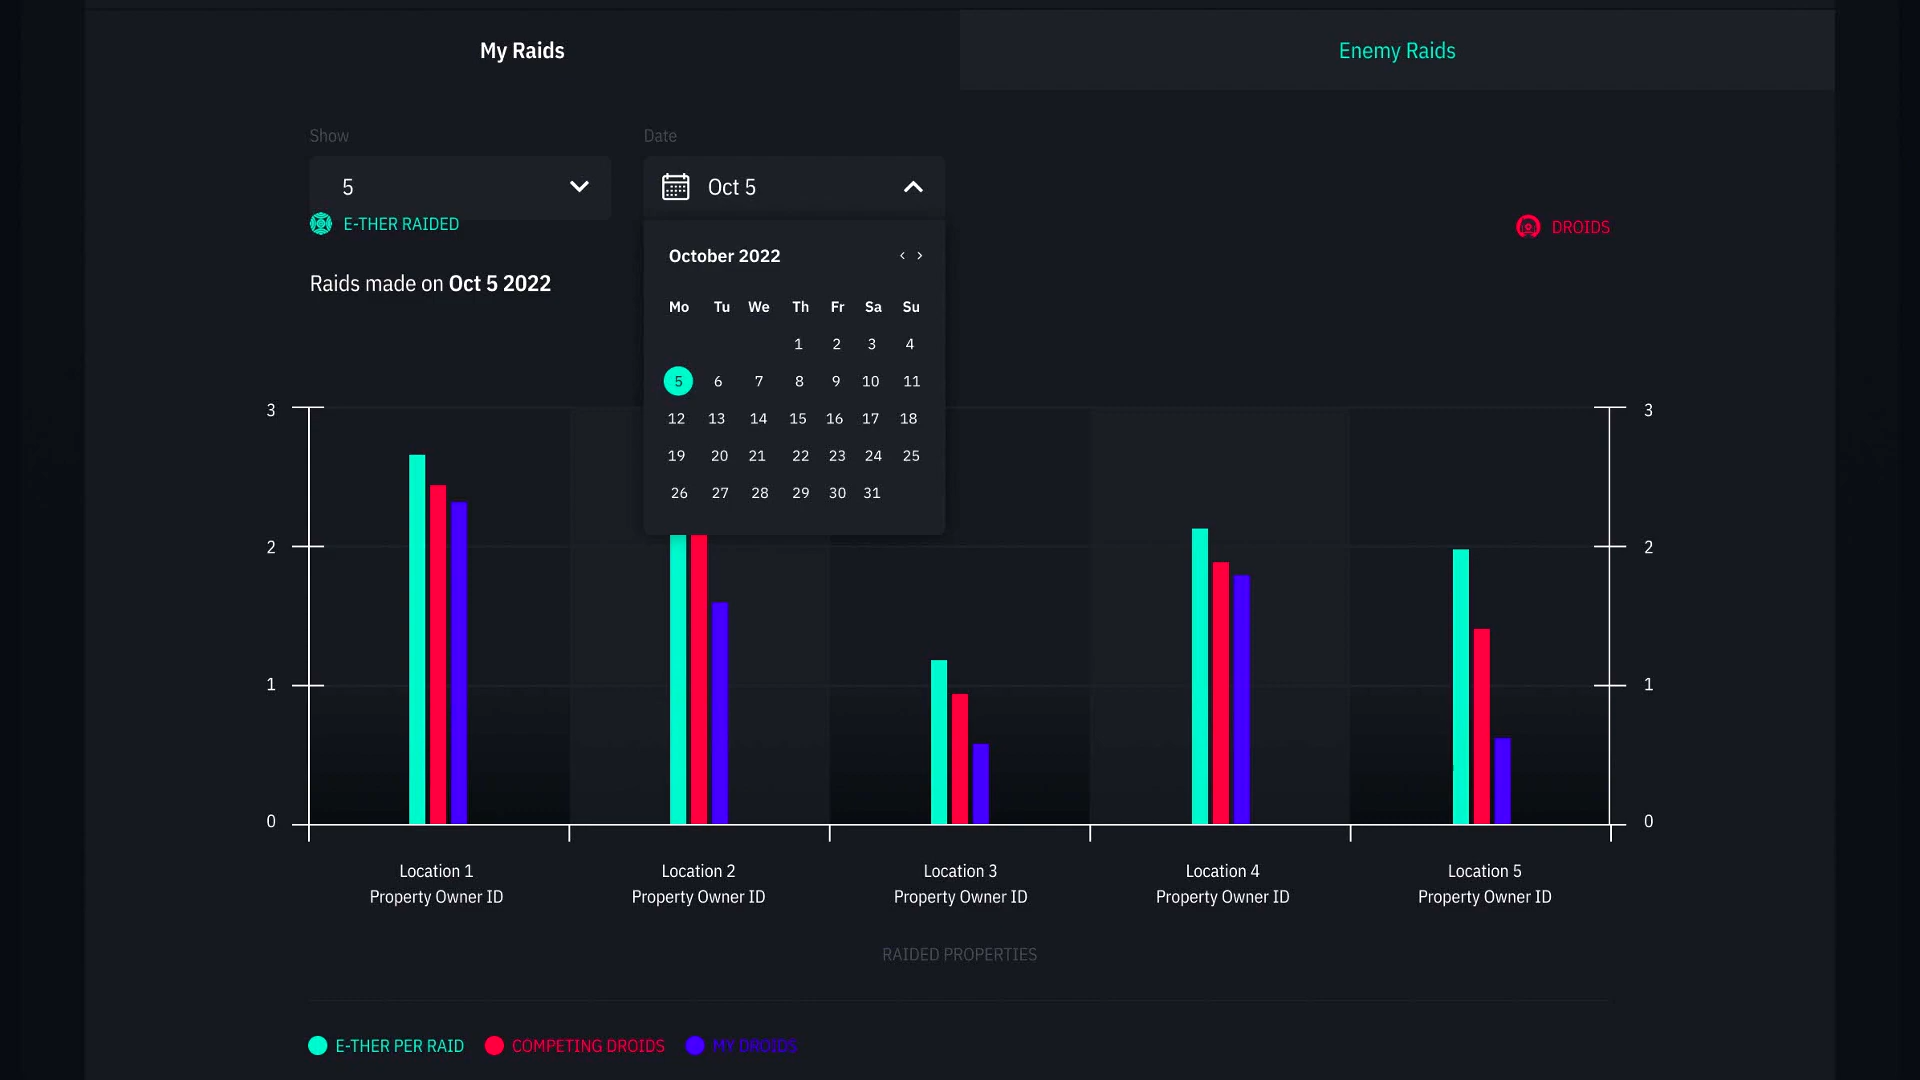 My Raids
Enemy Raids
Show
Date
5
Oct 5
E-THER RAIDED
DROIDS
October 2022
‹ ›
Raids made on Oct 5 2022
Mo Tu We Th Fr Sa Su
1 2 3 4
5 6 7 8 9 10 11
12 13 14 15 16 17 18
19 20 21 22 23 24 25
26 27 28 29 30 31
3
3
2
2
1
1
0
0
Location 1
Property Owner ID
Location 2
Property Owner ID
Location 3
Property Owner ID
Location 4
Property Owner ID
Location 5
Property Owner ID
RAIDED PROPERTIES
E-THER PER RAID
COMPETING DROIDS
MY DROIDS